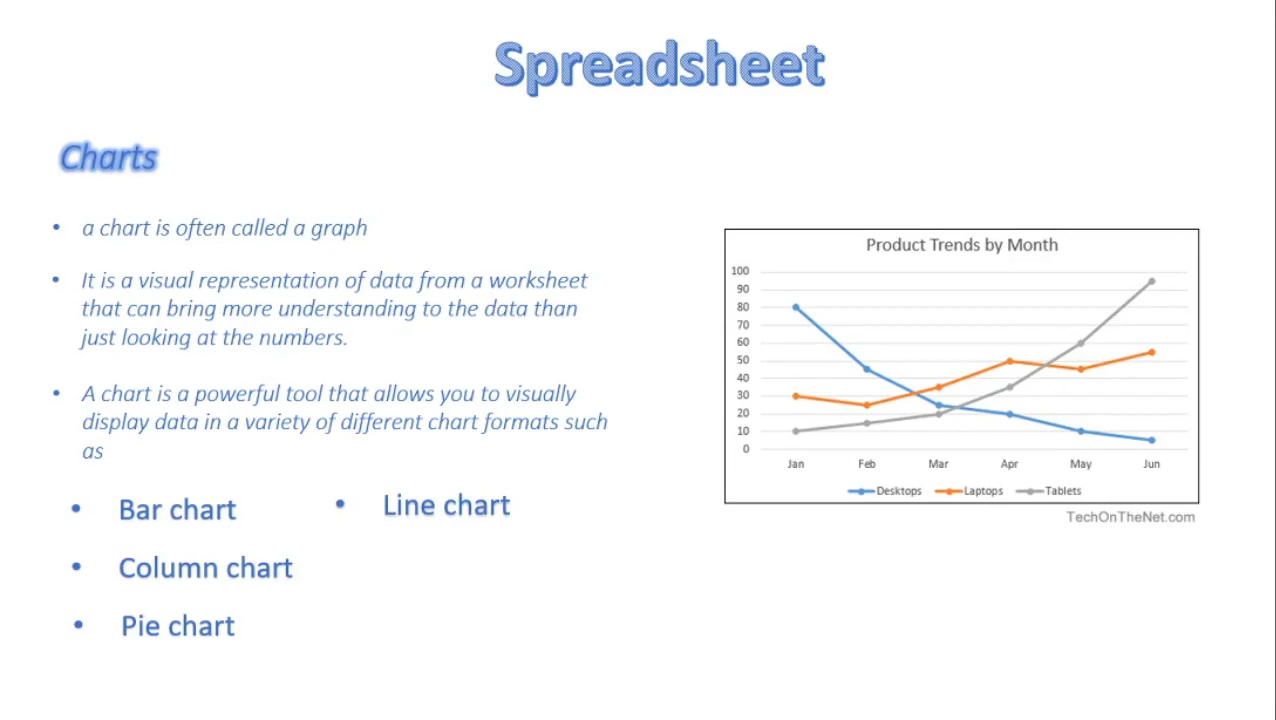 Spreadsheet
Charts
• a chart is often called a graph
• It is a visual representation of data from a worksheet
that can bring more understanding to the data than
just looking at the numbers.
• A chart is a powerful tool that allows you to visually
display data in a variety of different chart formats such
as
• Bar chart
• Line chart
• Column chart
• Pie chart
Product Trends by Month
100
90
80
70
60
50
40
30
20
10
0
Jan Feb Mar Apr May Jun
Desktops Laptops Tablets
TechOnTheNet.com